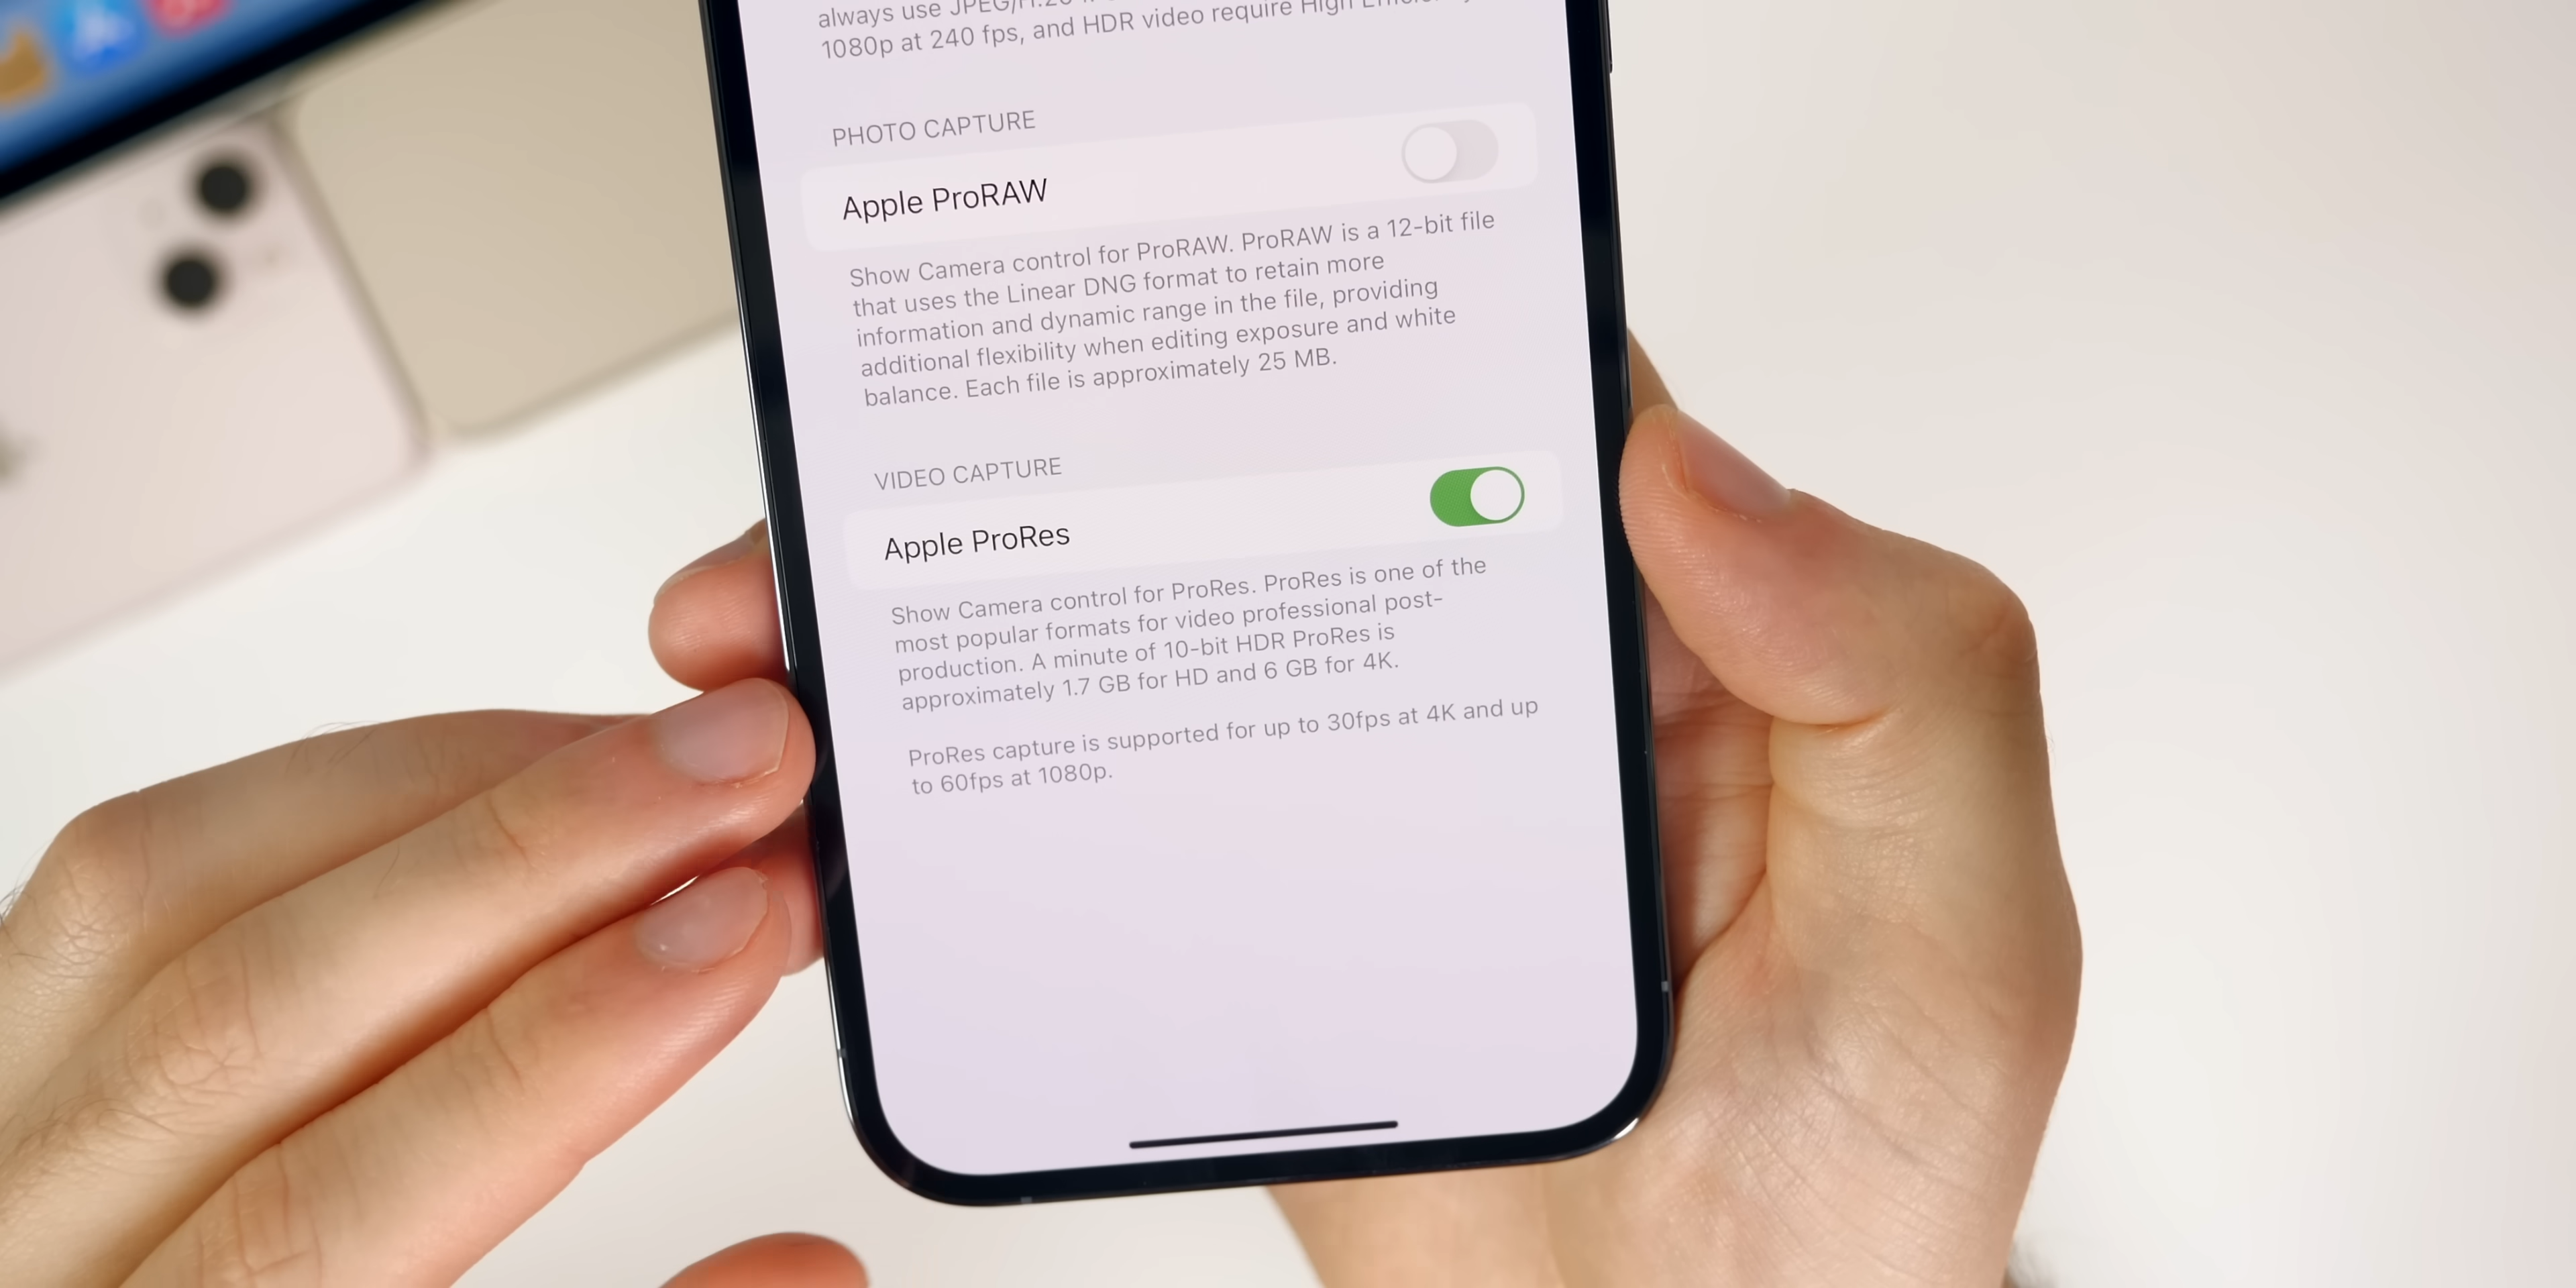 always use
1080p at 240 fps, and HDR video require High
PHOTO CAPTURE
Apple ProRAW
Show Camera control for ProRAW. ProRAW is a 12-bit file
that uses the Linear DNG format to retain more
information and dynamic range in the file, providing
additional flexibility when editing exposure and white
balance. Each file is approximately 25 MB.
VIDEO CAPTURE
Apple ProRes
Show Camera control for ProRes. ProRes is one of the
most popular formats for video professional post-
production. A minute of 10-bit HDR ProRes is
approximately 1.7 GB for HD and 6 GB for 4K.
ProRes capture is supported for up to 30fps at 4K and up
to 60fps at 1080p.